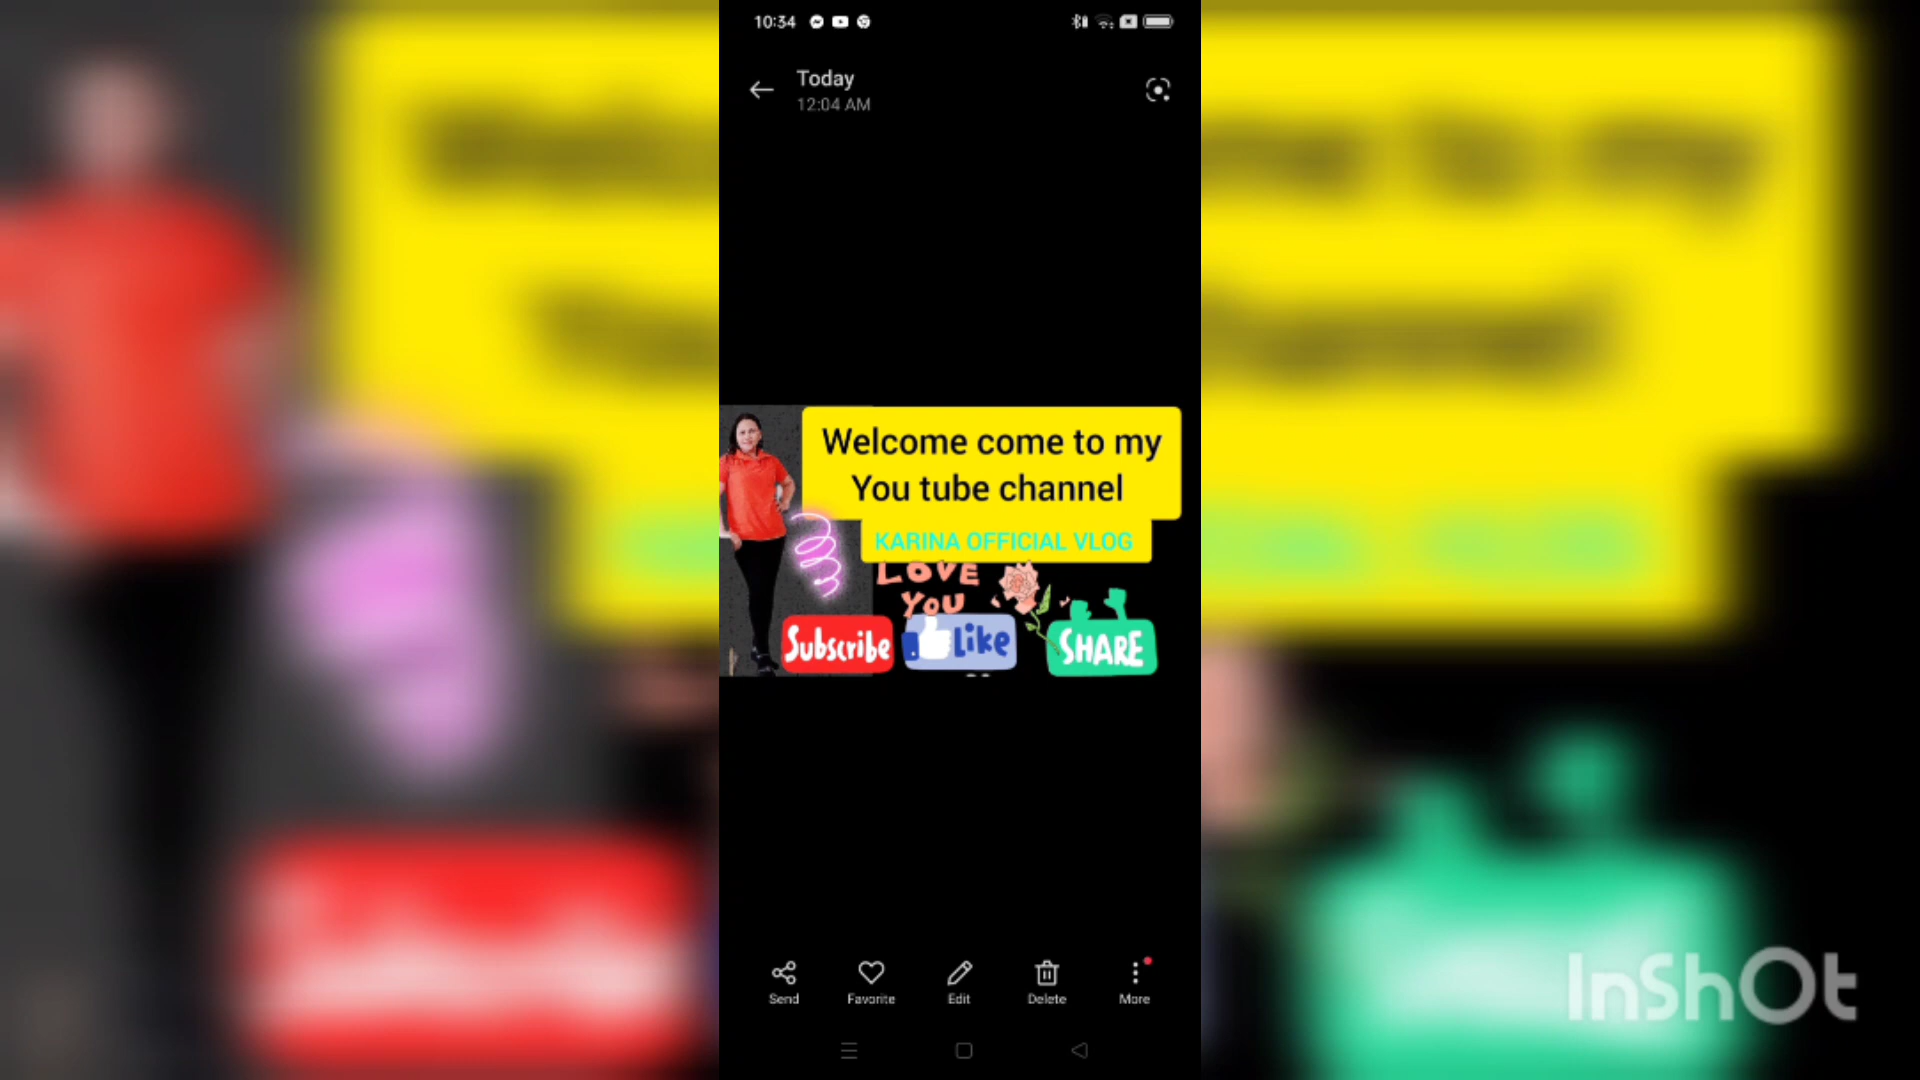 10:34
Today
12:04 AM
Welcome come to my
You tube channel
KARINA OFFICIAL VLOG
LOVE
YOU
Subscribe
Like
SHARE
Send
Favorite
Edit
Delete
More
InShOt